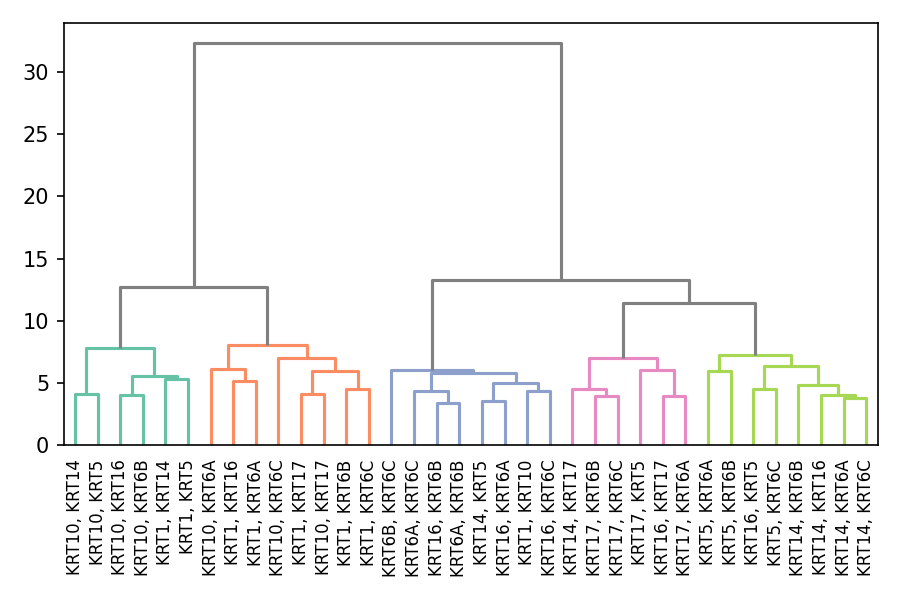 30
25
20
15
10
5
0
KRT10, KRT14
KRT10, KRT5
KRT10, KRT16
KRT10, KRT6B
KRT1, KRT14
KRT1, KRT5
KRT10, KRT6A
KRT1, KRT16
KRT1, KRT6A
KRT10, KRT6C
KRT1, KRT17
KRT10, KRT17
KRT1, KRT6B
KRT1, KRT6C
KRT6B, KRT6C
KRT6A, KRT6C
KRT16, KRT6B
KRT6A, KRT6B
KRT14, KRT5
KRT16, KRT6A
KRT1, KRT10
KRT16, KRT6C
KRT14, KRT17
KRT17, KRT6B
KRT17, KRT6C
KRT17, KRT5
KRT16, KRT17
KRT17, KRT6A
KRT5, KRT6A
KRT5, KRT6B
KRT16, KRT5
KRT5, KRT6C
KRT14, KRT6B
KRT14, KRT16
KRT14, KRT6A
KRT14, KRT6C